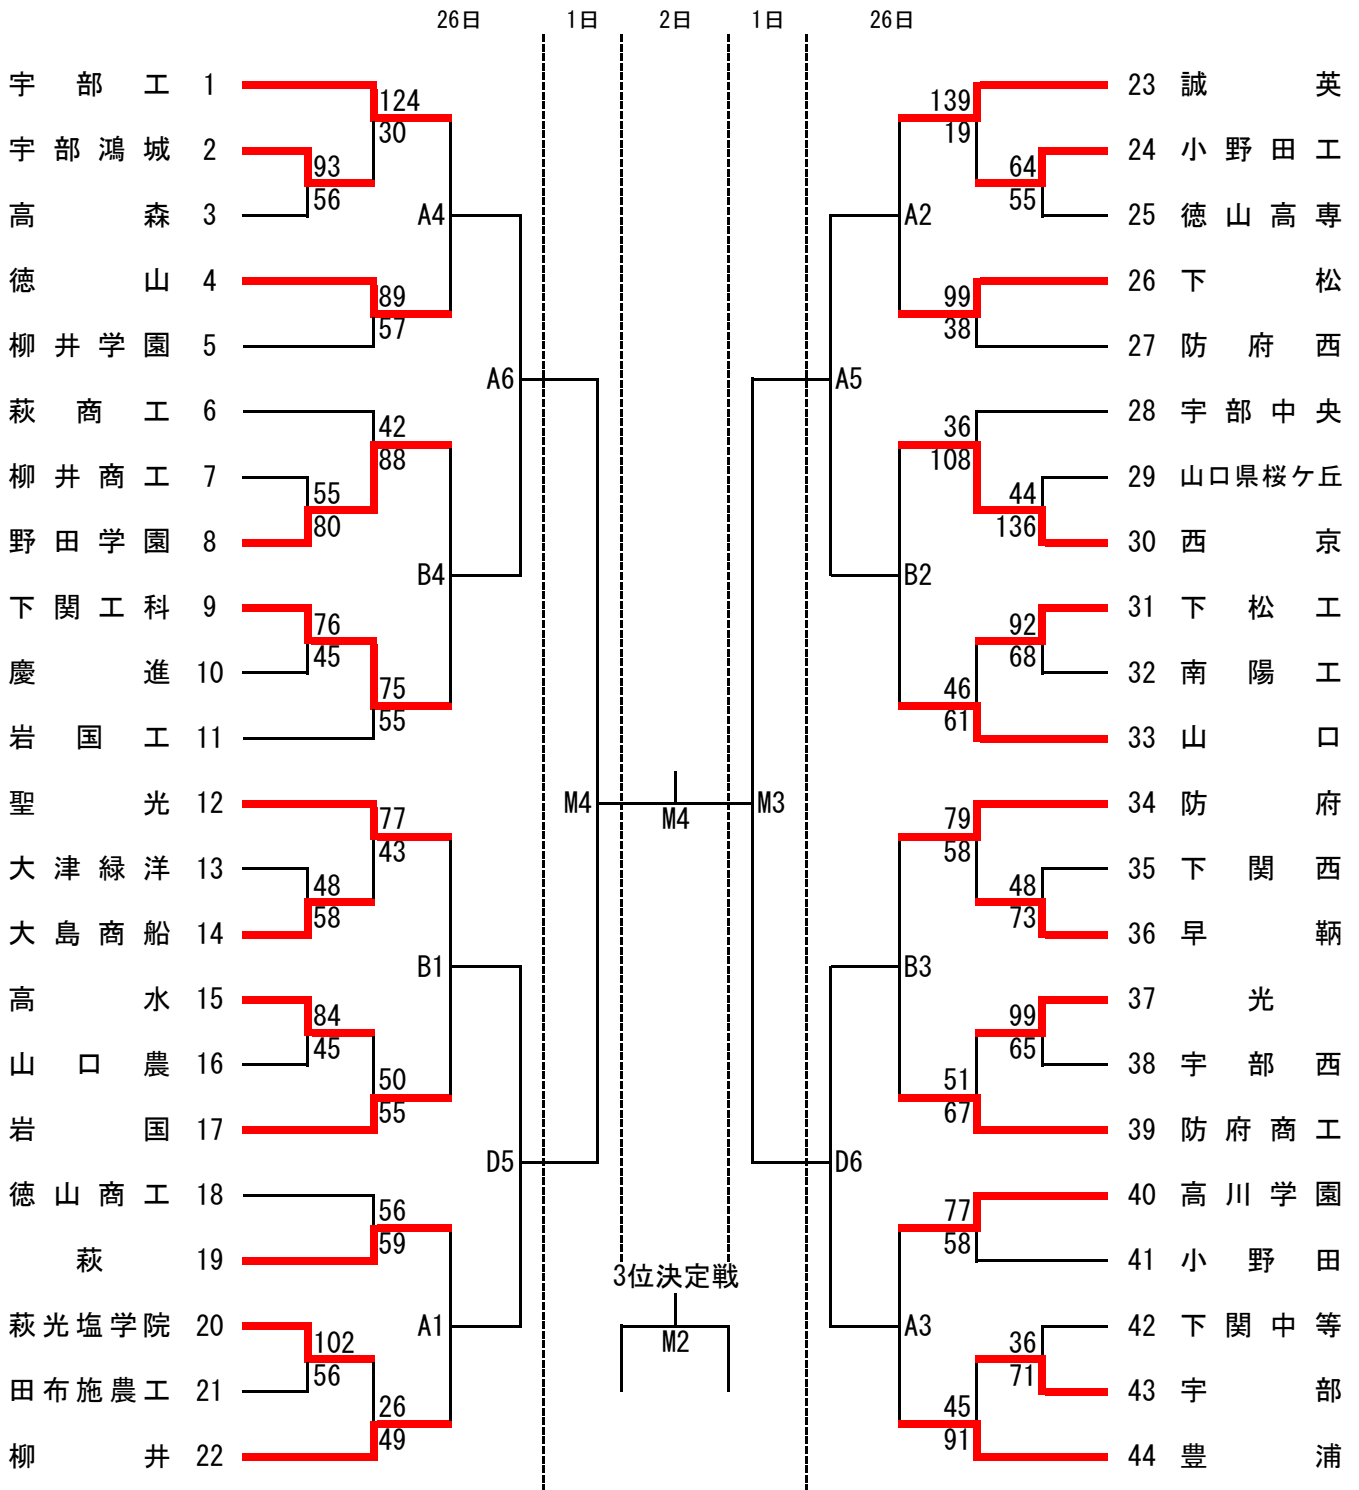 26日 1日 2日 1日 26日
宇部工 1
124
30
宇部鴻城 2
93
56
高森 3
A4
徳山 4
89
57
柳井学園 5
A6
萩商工 6
42
88
柳井商工 7
55
80
野田学園 8
B4
下関工科 9
76
45
慶進 10
75
55
岩国工 11
聖光 12
M4
77
43
大津緑洋 13
48
58
大島商船 14
B1
高水 15
84
45
山口農 16
50
55
岩国 17
D5
徳山商工 18
56
59
萩 19
萩光塩学院 20
A1
102
56
田布施農工 21
26
49
柳井 22
M4
3位決定戦
M2
23 誠英
139
19
24 小野田工
64
55
25 徳山高専
A2
26 下松
99
38
27 防府西
A5
28 宇部中央
36
108
29 山口県桜ケ丘
44
136
30 西京
B2
31 下松工
92
68
32 南陽工
46
61
33 山口
M3
34 防府
79
58
35 下関西
48
73
36 早鞆
B3
37 光
99
65
38 宇部西
51
67
39 防府商工
D6
40 高川学園
77
58
41 小野田
A3
42 下関中等
36
71
43 宇部
45
91
44 豊浦